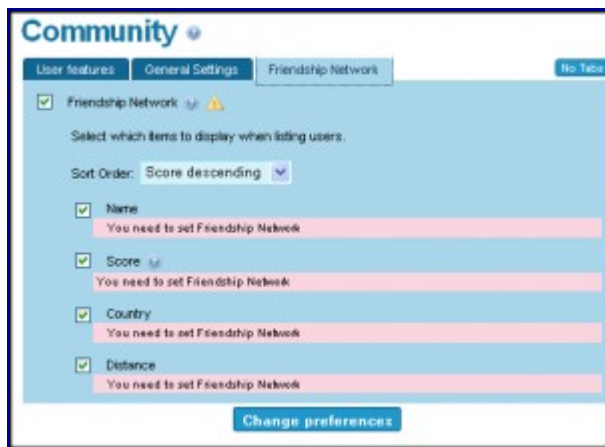 Community
User features General Settings Friendship Network No Tabs
Friendship Network
Select which items to display when listing users.
Sort Order: Score descending
Name
You need to set Friendship Network
Score
You need to set Friendship Network
Country
You need to set Friendship Network
Distance
You need to set Friendship Network
Change preferences